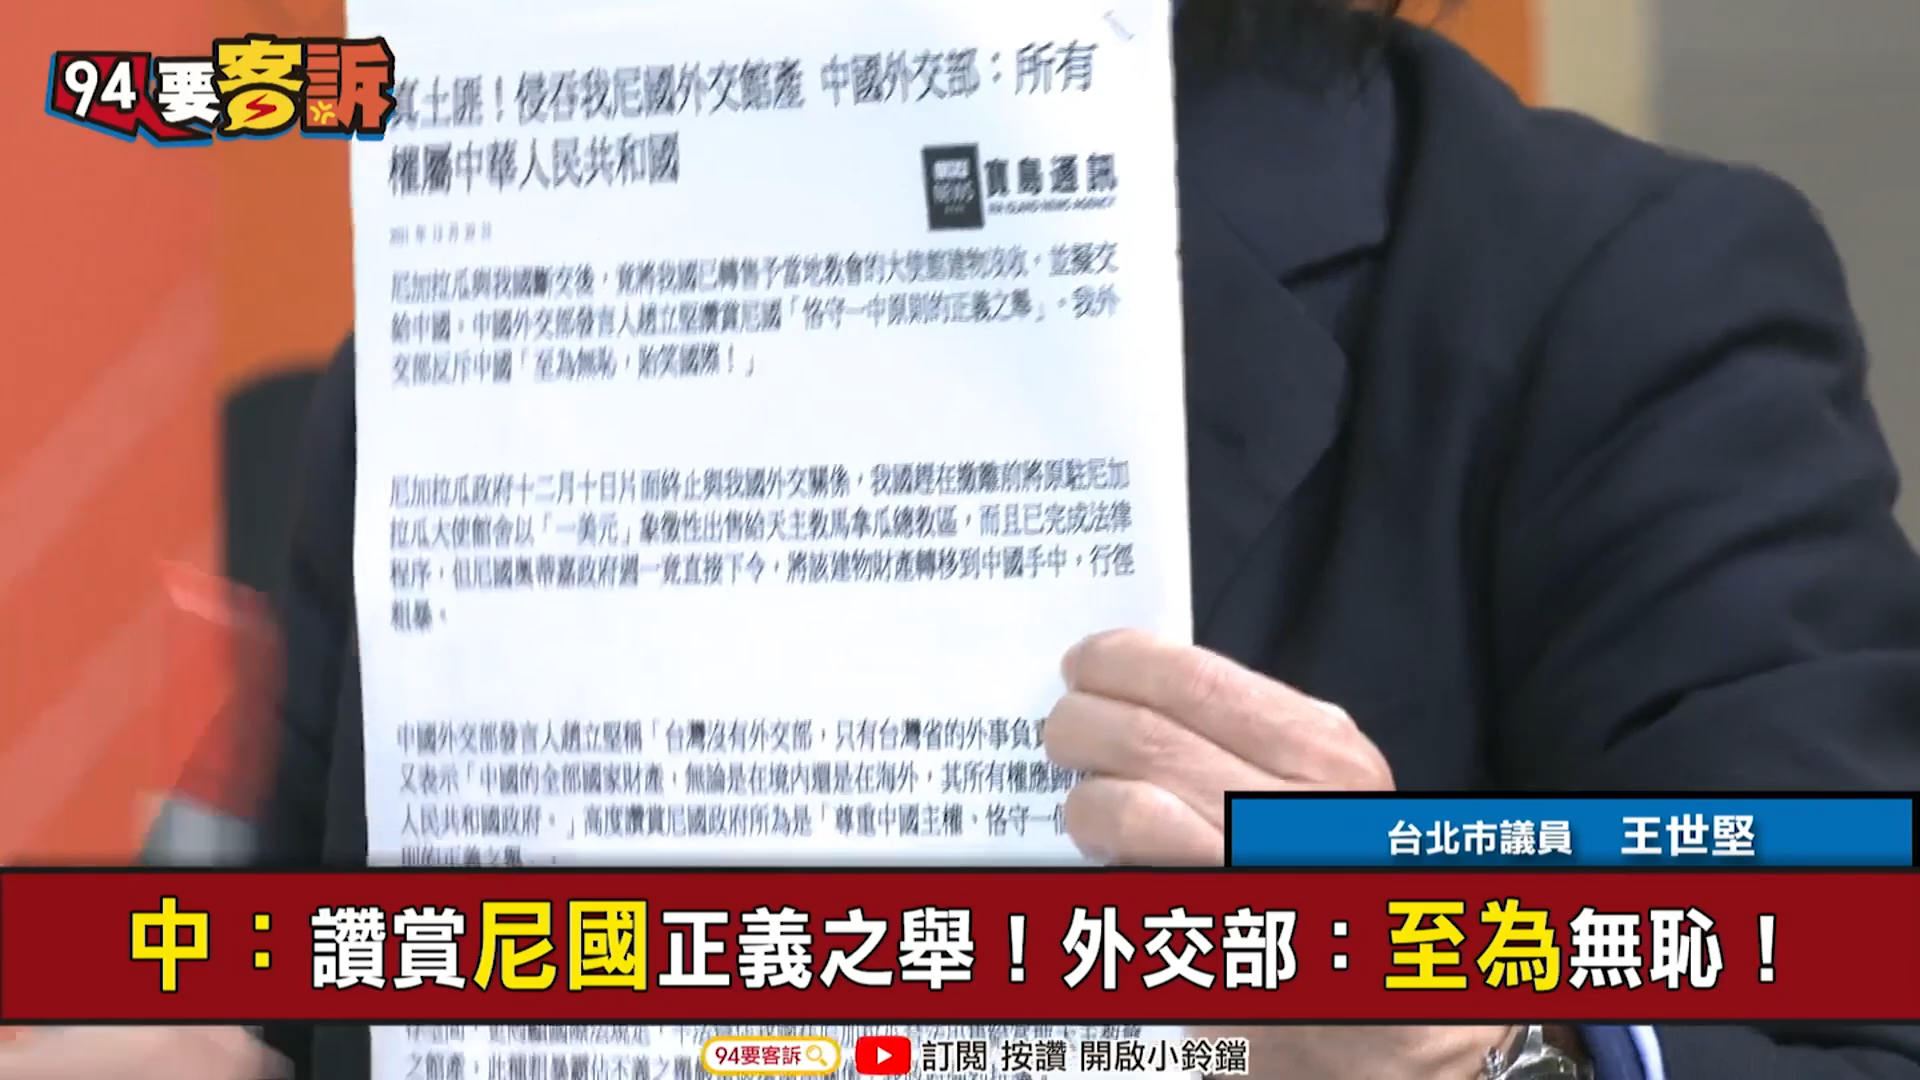 94要客訴
真土匪！侵吞我尼國外交館產 中國外交部：所有
權屬中華人民共和國
NEWS 寶島通訊
尼加拉瓜與我國斷交後，竟將我國已轉售予當地教會的大使館建物沒收，並擬交
給中國，中國外交部發言人趙立堅讚賞尼國「恪守一中原則的正義之舉」。我外
交部反斥中國「至為無恥，貽笑國際！」
尼加拉瓜政府十二月十日片面終止與我國外交關係，我國經在撤離前將原駐尼加
拉瓜大使館舍以「一美元」象徵性出售給天主教馬拿瓜總教區，而且已完成法律
程序，但尼國奧蒂嘉政府週一竟直接下令，將該建物財產轉移到中國手中，行徑
粗暴。
中國外交部發言人趙立堅稱「台灣沒有外交部，只有台灣省的外事負責
又表示「中國的全部國家財產，無論是在境內還是在海外，其所有權應歸
人民共和國政府。」高度讚賞尼國政府所為是「尊重中國主權、恪守一個
則的正義之舉
台北市議員 王世堅
中：讚賞尼國正義之舉！外交部：至為無恥！
之館產，此種粗暴
94要客訴 訂閱 按讚 開啟小鈴鐺